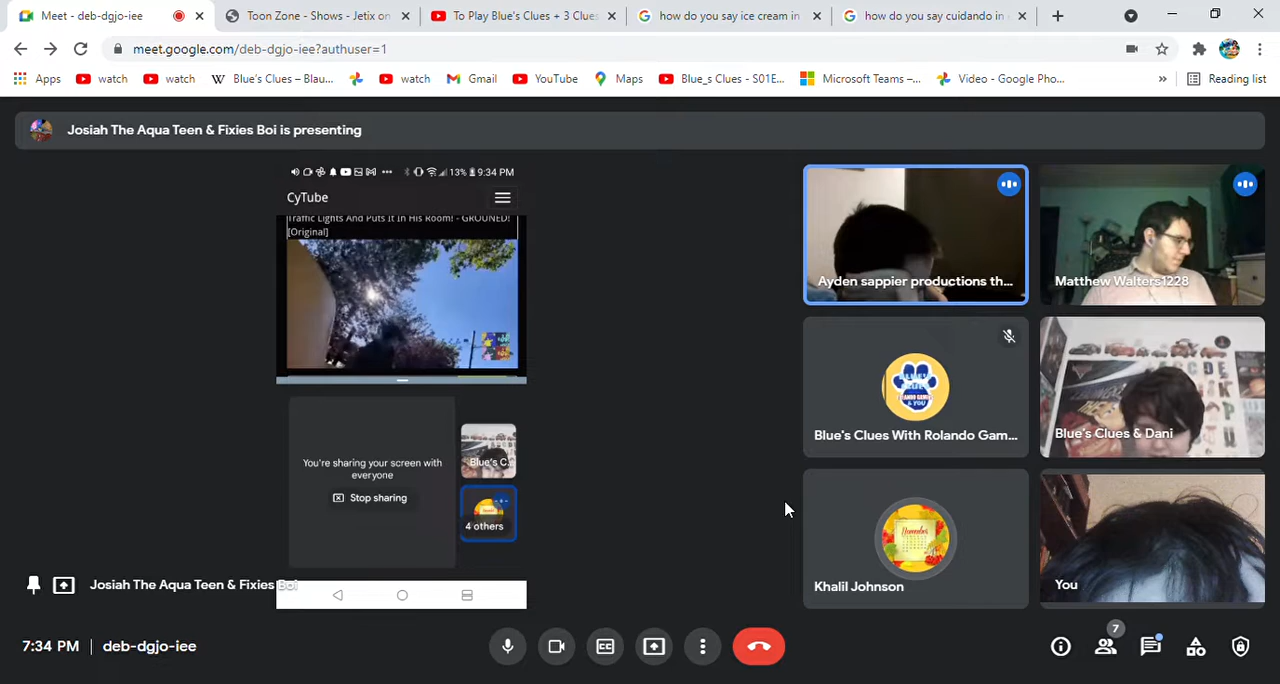 Meet - deb-dgjo-iee
Toon Zone - Shows - Jetix on
To Play Blue's Clues + 3 Clues
how do you say ice cream in
how do you say cuidando in
meet.google.com/deb-dgjo-iee?authuser=1
Apps
watch
watch
Blue's Clues – Blau...
watch
Gmail
YouTube
Maps
Blue_s Clues - S01E...
Microsoft Teams –...
Video - Google Pho...
»
Reading list
Josiah The Aqua Teen & Fixies Boi is presenting
13% 9:34 PM
CyTube
Traffic Lights And Puts It In His Room! - GROUNED!
[Original]
You're sharing your screen with
everyone
Stop sharing
Blue's C...
4 others
Josiah The Aqua Teen & Fixies Boi
Ayden sappier productions th...
Matthew Walters1228
Blue's Clues With Rolando Gam...
Blue's Clues & Dani
November
Khalil Johnson
You
7:34 PM | deb-dgjo-iee
CC
7